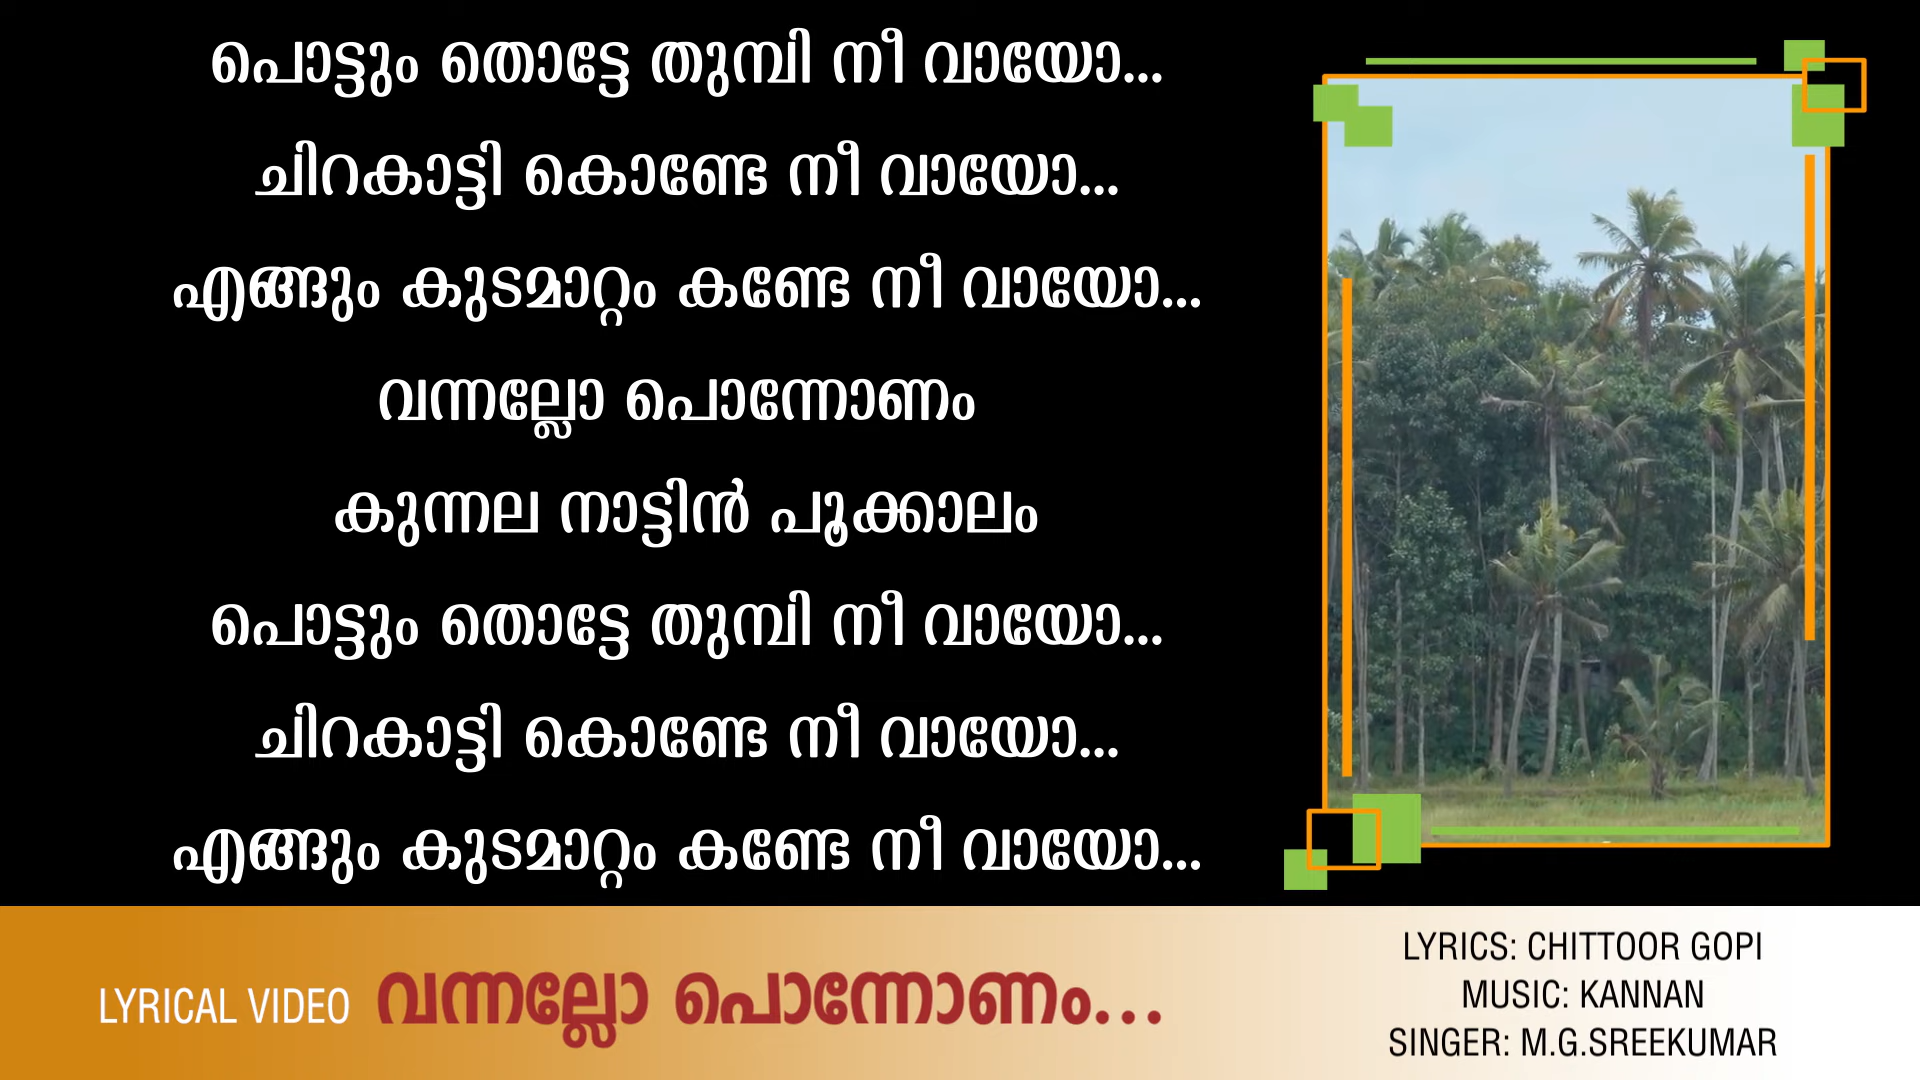 പൊട്ടും തൊട്ടേ തുമ്പി നീ വായോ...
ചിറകാട്ടി കൊണ്ടേ നീ വായോ...
എങ്ങും കുടമാറ്റം കണ്ടേ നീ വായോ...
വന്നല്ലോ പൊന്നോണം
കുന്നല നാട്ടിൻ പൂക്കാലം
പൊട്ടും തൊട്ടേ തുമ്പി നീ വായോ...
ചിറകാട്ടി കൊണ്ടേ നീ വായോ...
എങ്ങും കുടമാറ്റം കണ്ടേ നീ വായോ...
LYRICAL VIDEO വന്നല്ലോ പൊന്നോണം...
LYRICS: CHITTOOR GOPI
MUSIC: KANNAN
SINGER: M.G.SREEKUMAR